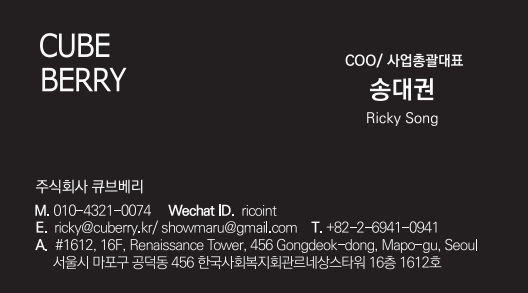 CUBE
BERRY
COO/ 사업총괄대표
송대권
Ricky Song
주식회사 큐브베리
M. 010-4321-0074 Wechat ID. ricoint
E. ricky@cuberry.kr/ showmaru@gmail.com T. +82-2-6941-0941
A. #1612, 16F, Renaissance Tower, 456 Gongdeok-dong, Mapo-gu, Seoul
서울시 마포구 공덕동 456 한국사회복지회관르네상스타워 16층 1612호